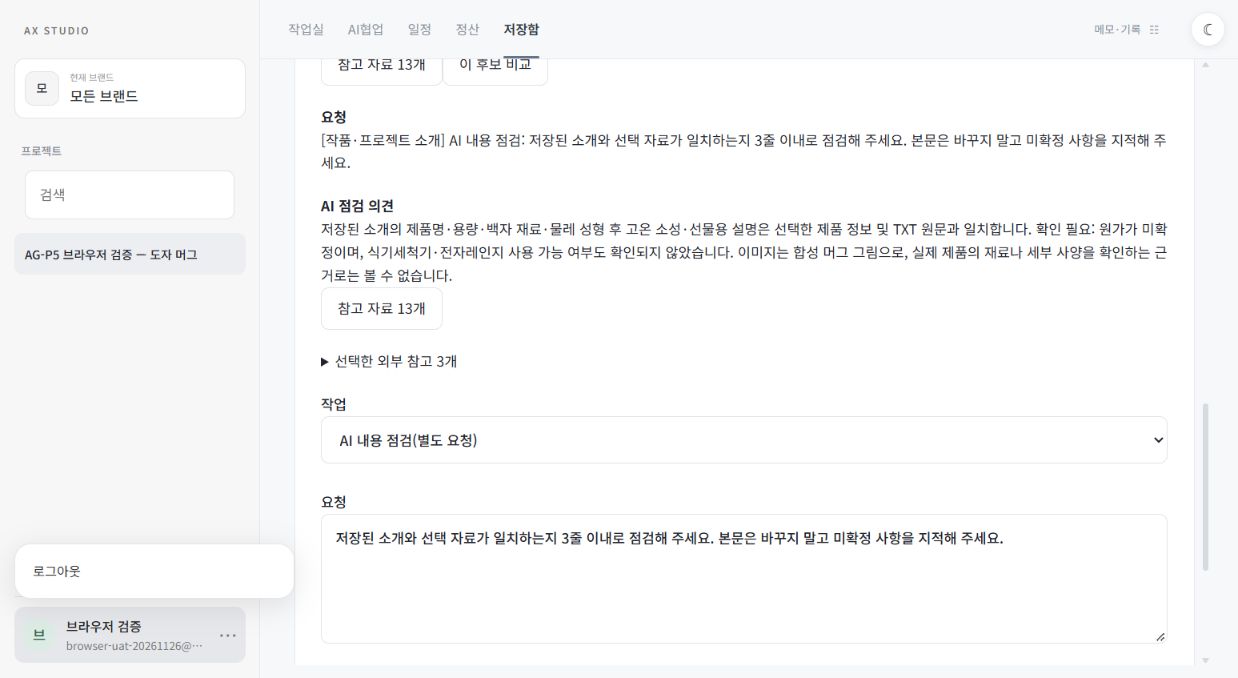 AX STUDIO
모
현재 브랜드
모든 브랜드
프로젝트
검색
AG-P5 브라우저 검증 — 도자 머그
로그아웃
브
브라우저 검증
browser-uat-20261126@···
작업실
AI협업
일정
정산
저장함
메모·기록
참고 자료 13개
이 후보 비교
요청
[작품·프로젝트 소개] AI 내용 점검: 저장된 소개와 선택 자료가 일치하는지 3줄 이내로 점검해 주세요. 본문은 바꾸지 말고 미확정 사항을 지적해 주
세요.
AI 점검 의견
저장된 소개의 제품명·용량·백자 재료·물레 성형 후 고온 소성·선물용 설명은 선택한 제품 정보 및 TXT 원문과 일치합니다. 확인 필요: 원가가 미확
정이며, 식기세척기·전자레인지 사용 가능 여부도 확인되지 않았습니다. 이미지는 합성 머그 그림으로, 실제 제품의 재료나 세부 사양을 확인하는 근
거로는 볼 수 없습니다.
참고 자료 13개
선택한 외부 참고 3개
작업
AI 내용 점검(별도 요청)
요청
저장된 소개와 선택 자료가 일치하는지 3줄 이내로 점검해 주세요. 본문은 바꾸지 말고 미확정 사항을 지적해 주세요.